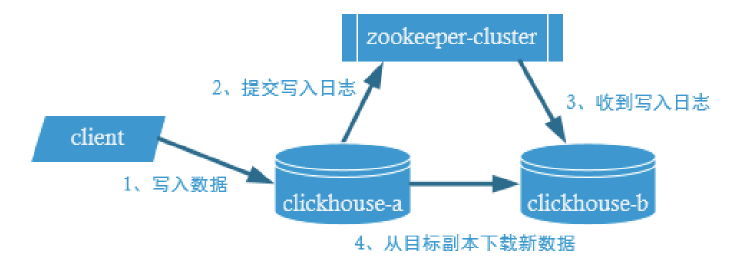 zookeeper-cluster
2、提交写入日志
3、收到写入日志
client
1、写入数据
clickhouse-a
clickhouse-b
4、从目标副本下载新数据